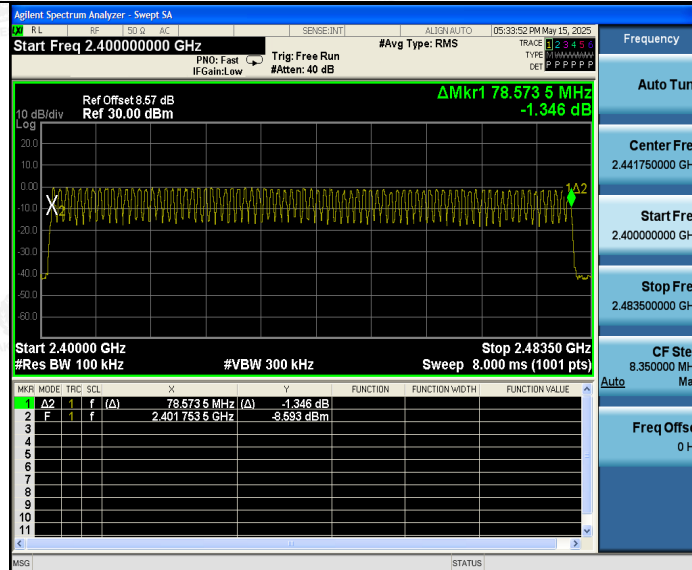 Agilent Spectrum Analyzer - Swept SA
LXI RL RF 50 Ω AC SENSE:INT ALIGN AUTO 05:33:52 PM May 15, 2025
Start Freq 2.400000000 GHz #Avg Type: RMS TRACE 1 2 3 4 5 6
PNO: Fast Trig: Free Run TYPE M WWWWW
IFGain:Low #Atten: 40 dB DET P P P P P P
ΔMkr1 78.573 5 MHz
-1.346 dB
Ref Offset 8.57 dB
10 dB/div Ref 30.00 dBm
Log
20.0
10.0
0.00
-10.0
-20.0
-30.0
-40.0
-50.0
-60.0
X2
1Δ2
Start 2.40000 GHz Stop 2.48350 GHz
#Res BW 100 kHz #VBW 300 kHz Sweep 8.000 ms (1001 pts)
MKR MODE TRC SCL X Y FUNCTION FUNCTION WIDTH FUNCTION VALUE
1 Δ2 1 f (Δ) 78.573 5 MHz (Δ) -1.346 dB
2 F 1 f 2.401 753 5 GHz -8.593 dBm
3
4
5
6
7
8
9
10
11
MSG STATUS
Frequency
Auto Tun
Center Fre
2.441750000 GH
Start Fre
2.400000000 GH
Stop Fre
2.483500000 GH
CF Ste
8.350000 MH
Auto Ma
Freq Offse
0 H